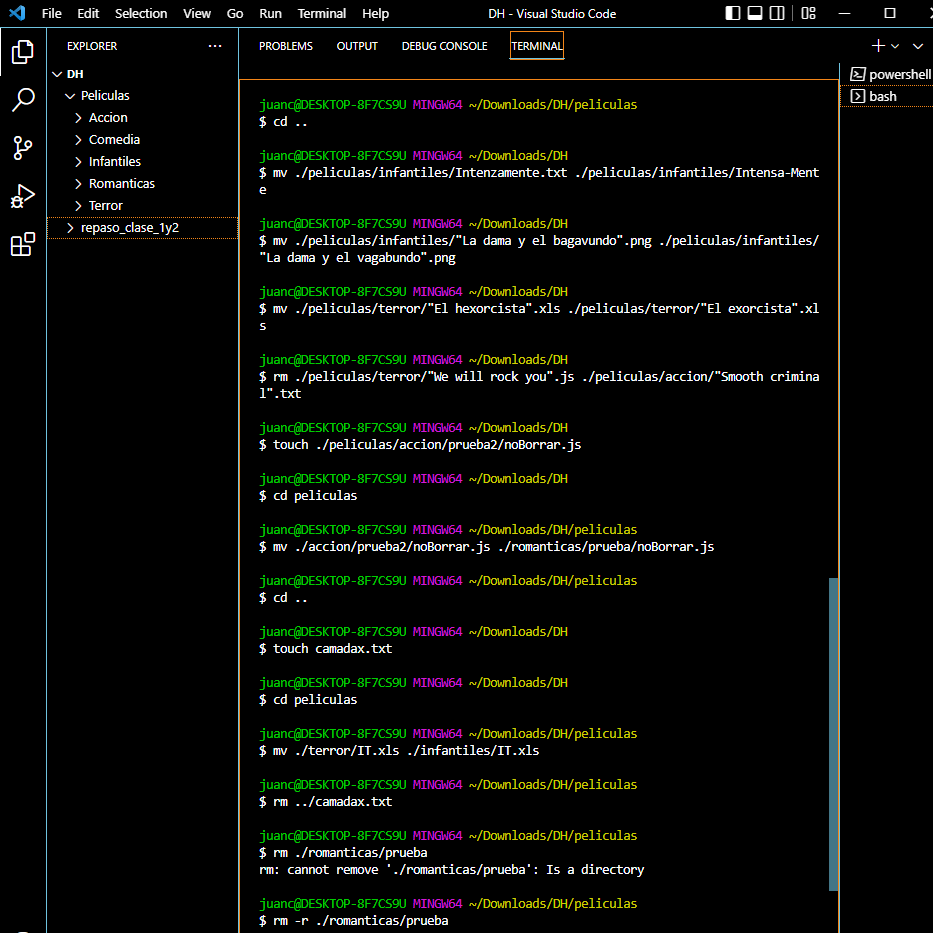 File Edit Selection View Go Run Terminal Help DH - Visual Studio Code
EXPLORER ...
DH
Peliculas
Accion
Comedia
Infantiles
Romanticas
Terror
repaso_clase_1y2
PROBLEMS OUTPUT DEBUG CONSOLE TERMINAL
powershell
bash
juanc@DESKTOP-8F7CS9U MINGW64 ~/Downloads/DH/peliculas
$ cd ..
juanc@DESKTOP-8F7CS9U MINGW64 ~/Downloads/DH
$ mv ./peliculas/infantiles/Intenzamente.txt ./peliculas/infantiles/Intensa-Ment
e
juanc@DESKTOP-8F7CS9U MINGW64 ~/Downloads/DH
$ mv ./peliculas/infantiles/"La dama y el bagavundo".png ./peliculas/infantiles/
"La dama y el vagabundo".png
juanc@DESKTOP-8F7CS9U MINGW64 ~/Downloads/DH
$ mv ./peliculas/terror/"El hexorcista".xls ./peliculas/terror/"El exorcista".xl
s
juanc@DESKTOP-8F7CS9U MINGW64 ~/Downloads/DH
$ rm ./peliculas/terror/"We will rock you".js ./peliculas/accion/"Smooth crimina
l".txt
juanc@DESKTOP-8F7CS9U MINGW64 ~/Downloads/DH
$ touch ./peliculas/accion/prueba2/noBorrar.js
juanc@DESKTOP-8F7CS9U MINGW64 ~/Downloads/DH
$ cd peliculas
juanc@DESKTOP-8F7CS9U MINGW64 ~/Downloads/DH/peliculas
$ mv ./accion/prueba2/noBorrar.js ./romanticas/prueba/noBorrar.js
juanc@DESKTOP-8F7CS9U MINGW64 ~/Downloads/DH/peliculas
$ cd ..
juanc@DESKTOP-8F7CS9U MINGW64 ~/Downloads/DH
$ touch camadax.txt
juanc@DESKTOP-8F7CS9U MINGW64 ~/Downloads/DH
$ cd peliculas
juanc@DESKTOP-8F7CS9U MINGW64 ~/Downloads/DH/peliculas
$ mv ./terror/IT.xls ./infantiles/IT.xls
juanc@DESKTOP-8F7CS9U MINGW64 ~/Downloads/DH/peliculas
$ rm ../camadax.txt
juanc@DESKTOP-8F7CS9U MINGW64 ~/Downloads/DH/peliculas
$ rm ./romanticas/prueba
rm: cannot remove './romanticas/prueba': Is a directory
juanc@DESKTOP-8F7CS9U MINGW64 ~/Downloads/DH/peliculas
$ rm -r ./romanticas/prueba